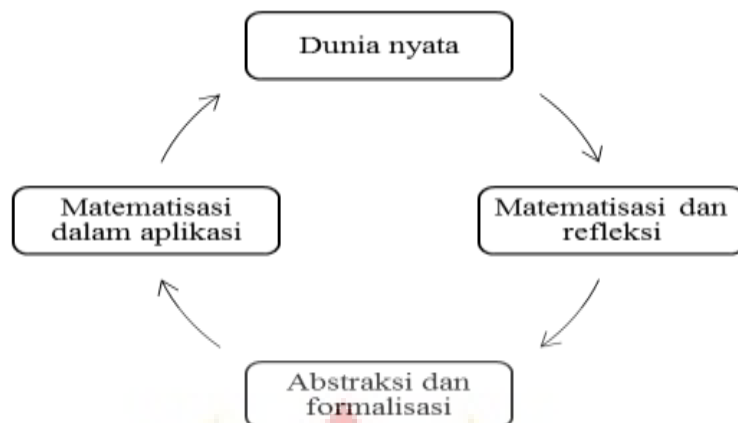 Dunia nyata
Matematisasi
dalam aplikasi
Matematisasi dan
refleksi
Abstraksi dan
formalisasi